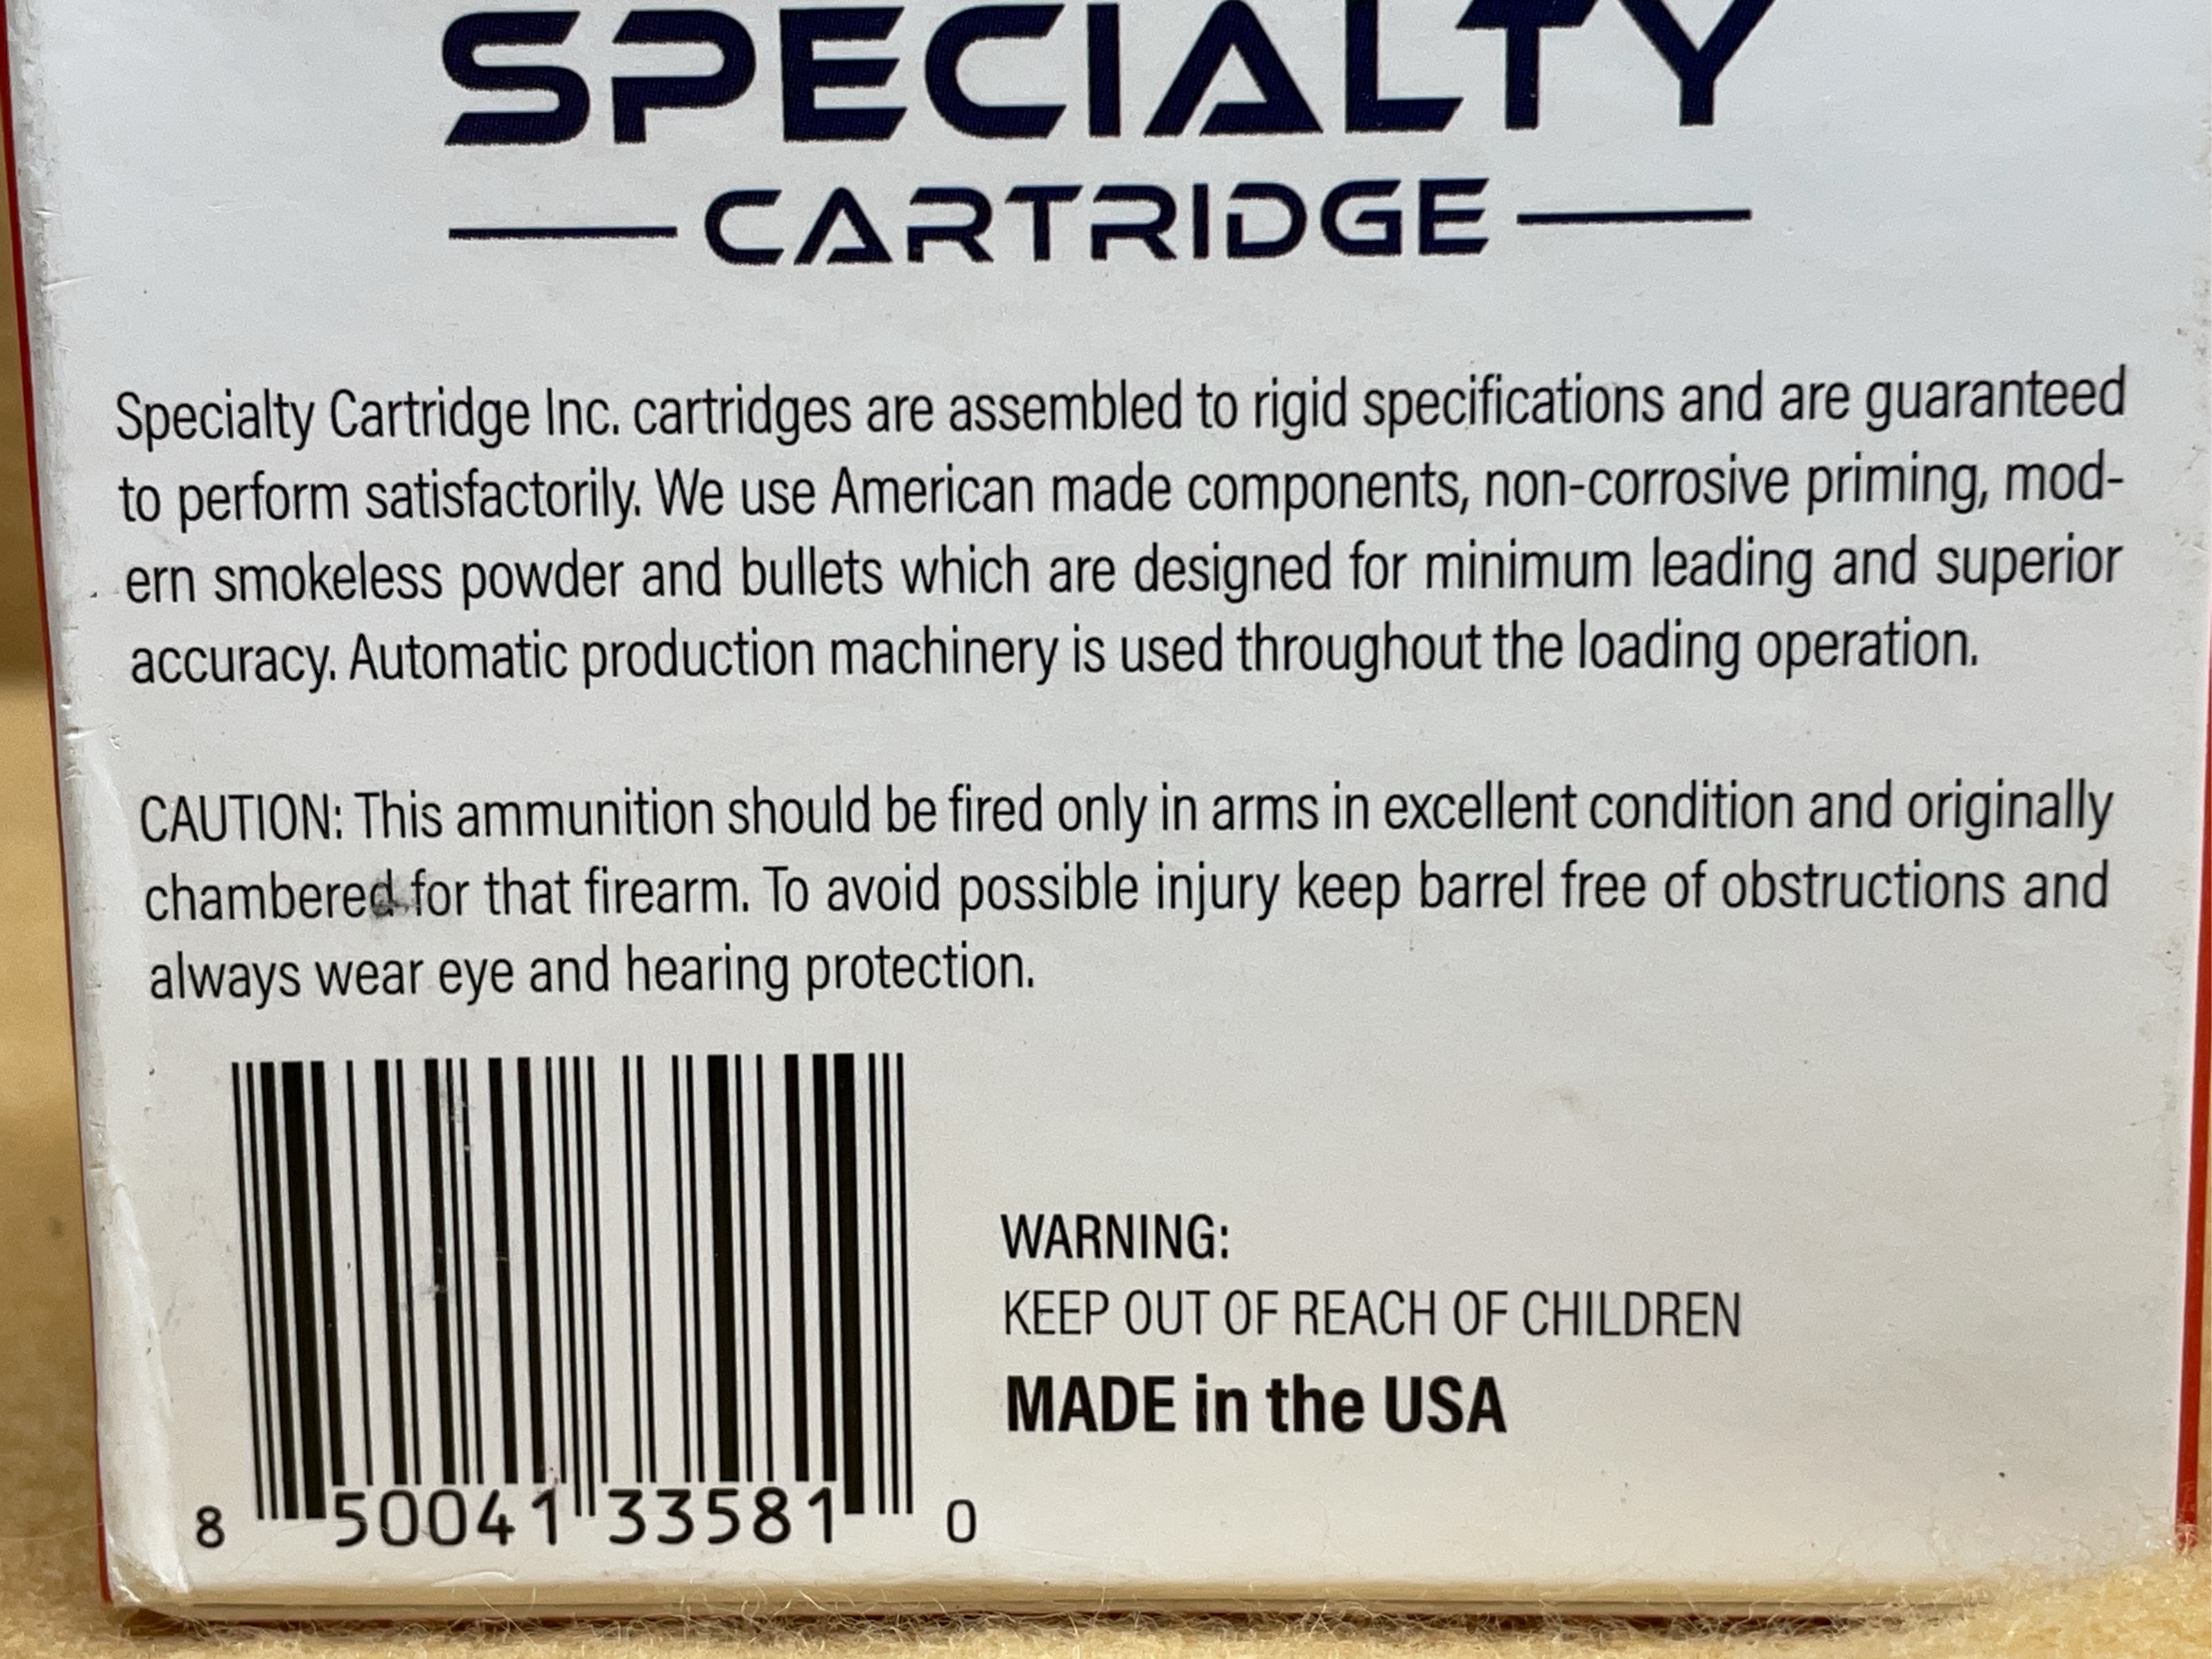 SPECIALTY
CARTRIDGE
Specialty Cartridge Inc. cartridges are assembled to rigid specifications and are guaranteed
to perform satisfactorily. We use American made components, non-corrosive priming, mod-
ern smokeless powder and bullets which are designed for minimum leading and superior
accuracy. Automatic production machinery is used throughout the loading operation.
CAUTION: This ammunition should be fired only in arms in excellent condition and originally
chambered for that firearm. To avoid possible injury keep barrel free of obstructions and
always wear eye and hearing protection.
WARNING:
KEEP OUT OF REACH OF CHILDREN
MADE in the USA
8 50041 33581 0